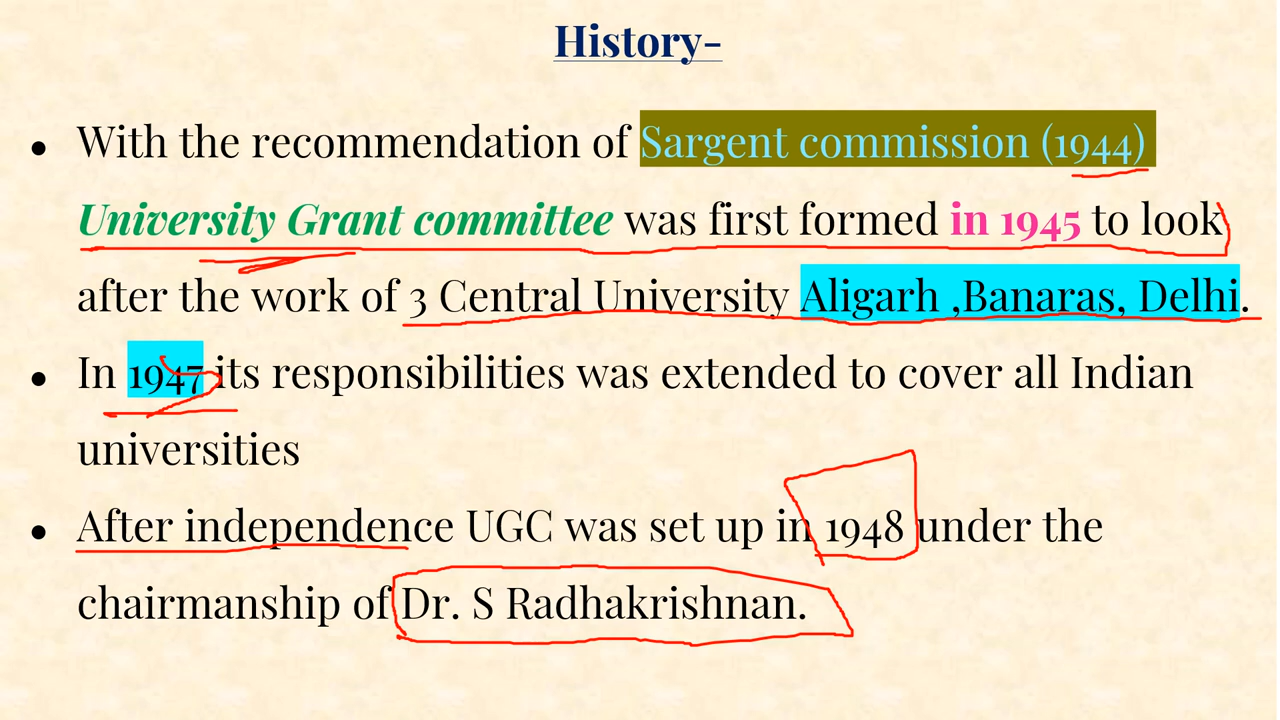 History-
• With the recommendation of Sargent commission (1944)
University Grant committee was first formed in 1945 to look
after the work of 3 Central University Aligarh ,Banaras, Delhi.
• In 1947 its responsibilities was extended to cover all Indian
universities
• After independence UGC was set up in 1948 under the
chairmanship of Dr. S Radhakrishnan.